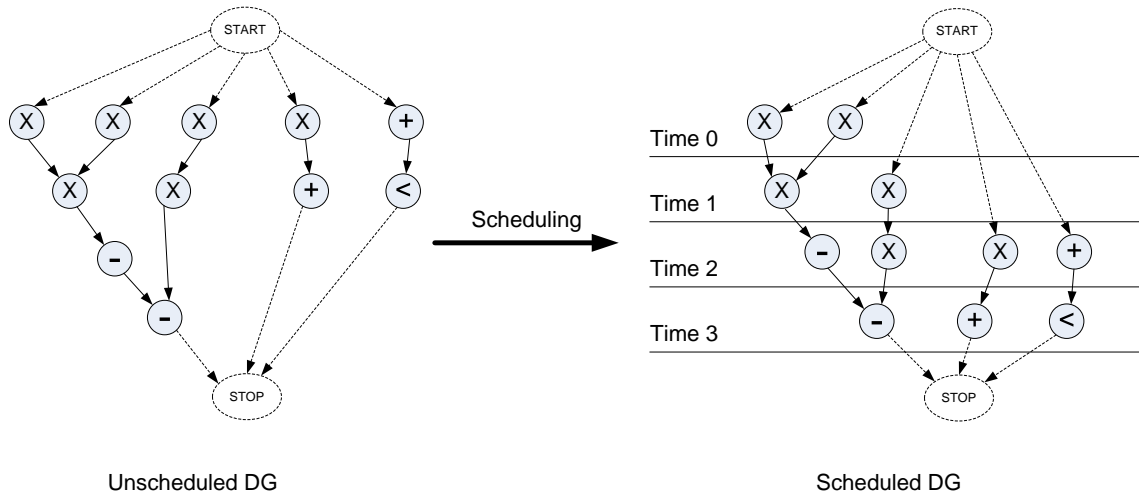 START
START
X X X X +
X X
Time 0
X X + <
X X
Scheduling
Time 1
-
- X X +
Time 2
-
- + <
Time 3
STOP
STOP
Unscheduled DG
Scheduled DG